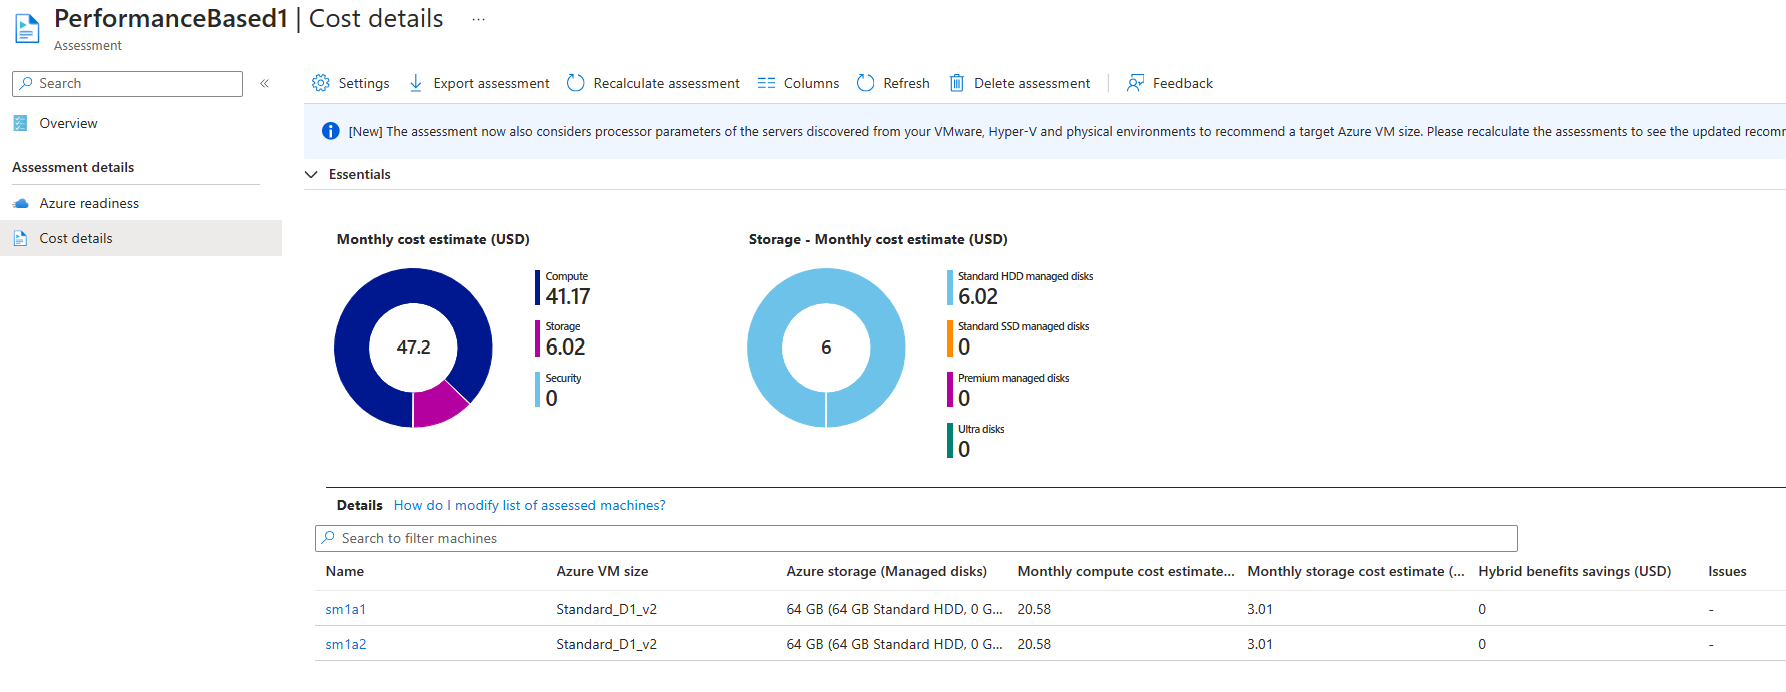 PerformanceBased1 | Cost details ...
Assessment
Search «
Overview
Assessment details
Azure readiness
Cost details
Settings Export assessment Recalculate assessment Columns Refresh Delete assessment Feedback
[New] The assessment now also considers processor parameters of the servers discovered from your VMware, Hyper-V and physical environments to recommend a target Azure VM size. Please recalculate the assessments to see the updated
Essentials
Monthly cost estimate (USD)
47.2
Compute
41.17
Storage
6.02
Security
0
Storage - Monthly cost estimate (USD)
6
Standard HDD managed disks
6.02
Standard SSD managed disks
0
Premium managed disks
0
Ultra disks
0
Details How do I modify list of assessed machines?
Search to filter machines
Name Azure VM size Azure storage (Managed disks) Monthly compute cost estimate... Monthly storage cost estimate (... Hybrid benefits savings (USD) Issues
sm1a1 Standard_D1_v2 64 GB (64 GB Standard HDD, 0 G... 20.58 3.01 0 -
sm1a2 Standard_D1_v2 64 GB (64 GB Standard HDD, 0 G... 20.58 3.01 0 -